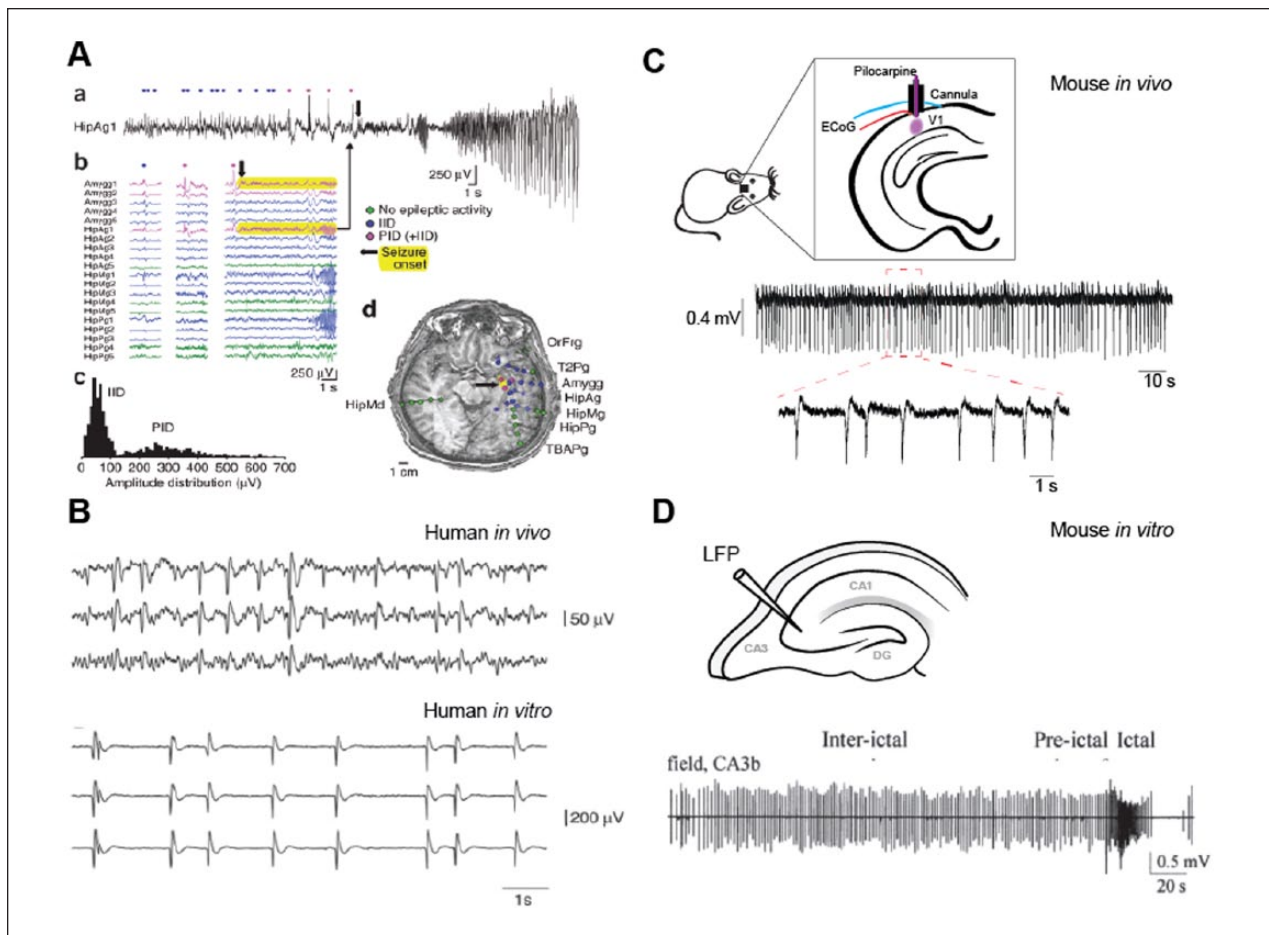 A
a
HipAg1
250 µV
1 s
b
Amygg1
Amygg2
Amygg3
Amygg4
Amygg5
HipAg1
HipAg2
HipAg3
HipAg4
HipAg5
HipMg1
HipMg2
HipMg3
HipMg4
HipMg5
HipPg1
HipPg2
HipPg3
HipPg4
HipPg5
250 µV
1 s
No epileptic activity
IID
PID (+IID)
Seizure
onset
c
IID
PID
0 100 200 300 400 500 600 700
Amplitude distribution (µV)
d
OrFrg
T2Pg
Amygg
HipAg
HipMg
HipPg
TBAPg
HipMd
1 cm
B
Human in vivo
50 µV
Human in vitro
200 µV
1s
C
Mouse in vivo
Pilocarpine
Cannula
ECoG
V1
0.4 mV
10 s
1 s
D
Mouse in vitro
LFP
CA1
CA3
DG
Inter-ictal
Pre-ictal
Ictal
field, CA3b
0.5 mV
20 s